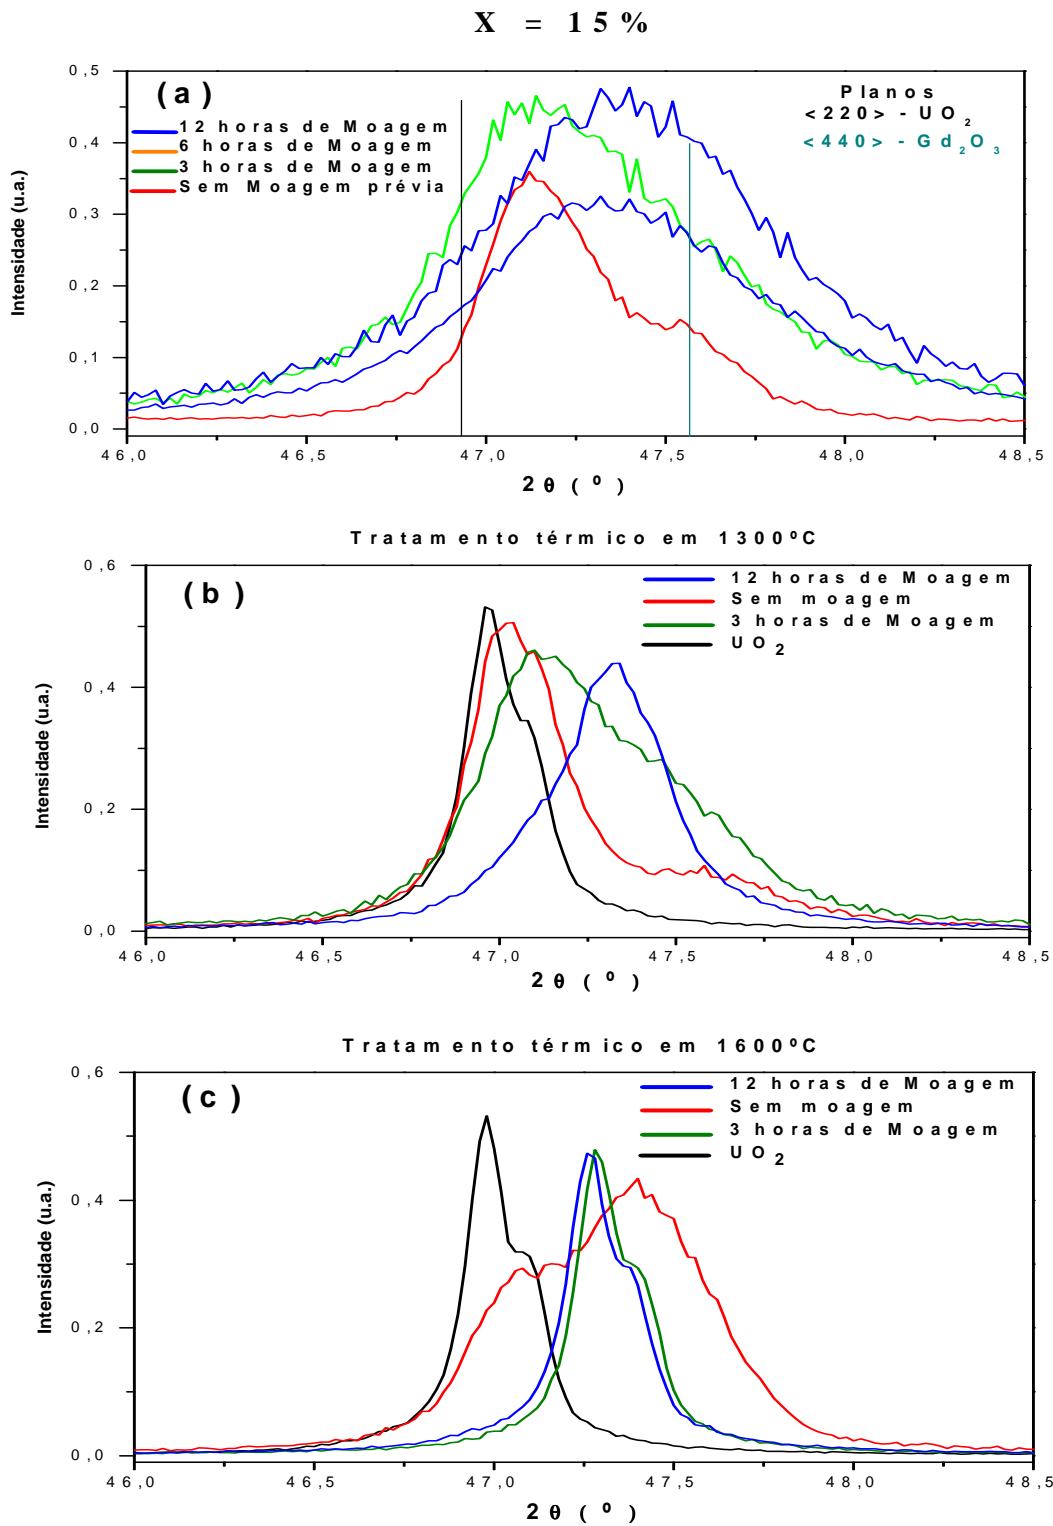 X = 15%
(a)
12 horas de Moagem
6 horas de Moagem
3 horas de Moagem
Sem Moagem prévia
Planos
<220> - UO₂
<440> - Gd₂O₃
Intensidade (u.a.)
0,5
0,4
0,3
0,2
0,1
0,0
46,0 46,5 47,0 47,5 48,0 48,5
2θ (º)
Tratamento térmico em 1300ºC
(b)
12 horas de Moagem
Sem moagem
3 horas de Moagem
UO₂
Intensidade (u.a.)
0,6
0,4
0,2
0,0
46,0 46,5 47,0 47,5 48,0 48,5
2θ (º)
Tratamento térmico em 1600ºC
(c)
12 horas de Moagem
Sem moagem
3 horas de Moagem
UO₂
Intensidade (u.a.)
0,6
0,4
0,2
0,0
46,0 46,5 47,0 47,5 48,0 48,5
2θ (º)